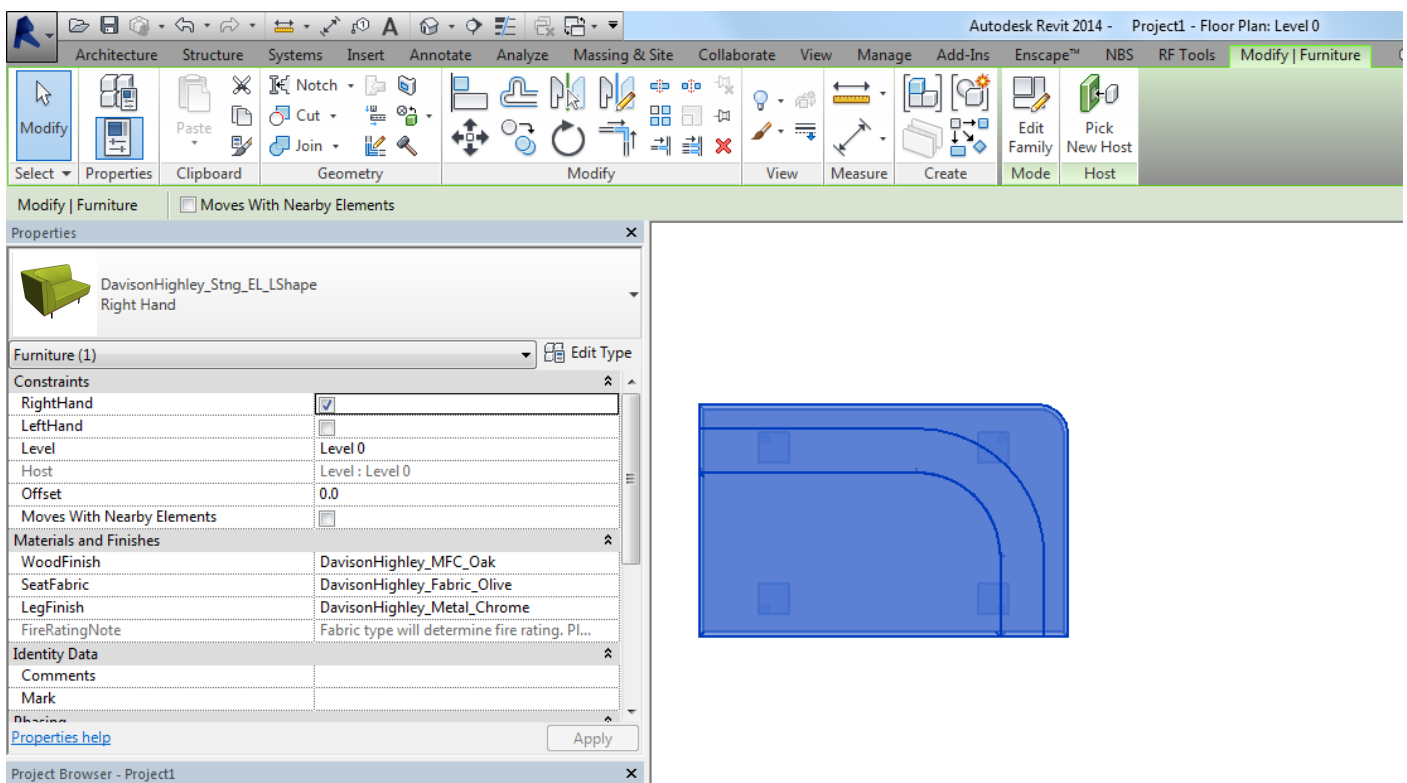 Autodesk Revit 2014 - Project1 - Floor Plan: Level 0
Architecture Structure Systems Insert Annotate Analyze Massing & Site Collaborate View Manage Add-Ins Enscape™ NBS RF Tools Modify | Furniture
Modify
Paste
Notch
Cut
Join
Edit Family
Pick New Host
Select Properties Clipboard Geometry Modify View Measure Create Mode Host
Modify | Furniture Moves With Nearby Elements
Properties
DavisonHighley_Stng_EL_LShape
Right Hand
Furniture (1) Edit Type
Constraints
RightHand
LeftHand
Level Level 0
Host Level : Level 0
Offset 0.0
Moves With Nearby Elements
Materials and Finishes
WoodFinish DavisonHighley_MFC_Oak
SeatFabric DavisonHighley_Fabric_Olive
LegFinish DavisonHighley_Metal_Chrome
FireRatingNote Fabric type will determine fire rating. Pl...
Identity Data
Comments
Mark
Phasing
Properties help Apply
Project Browser - Project1